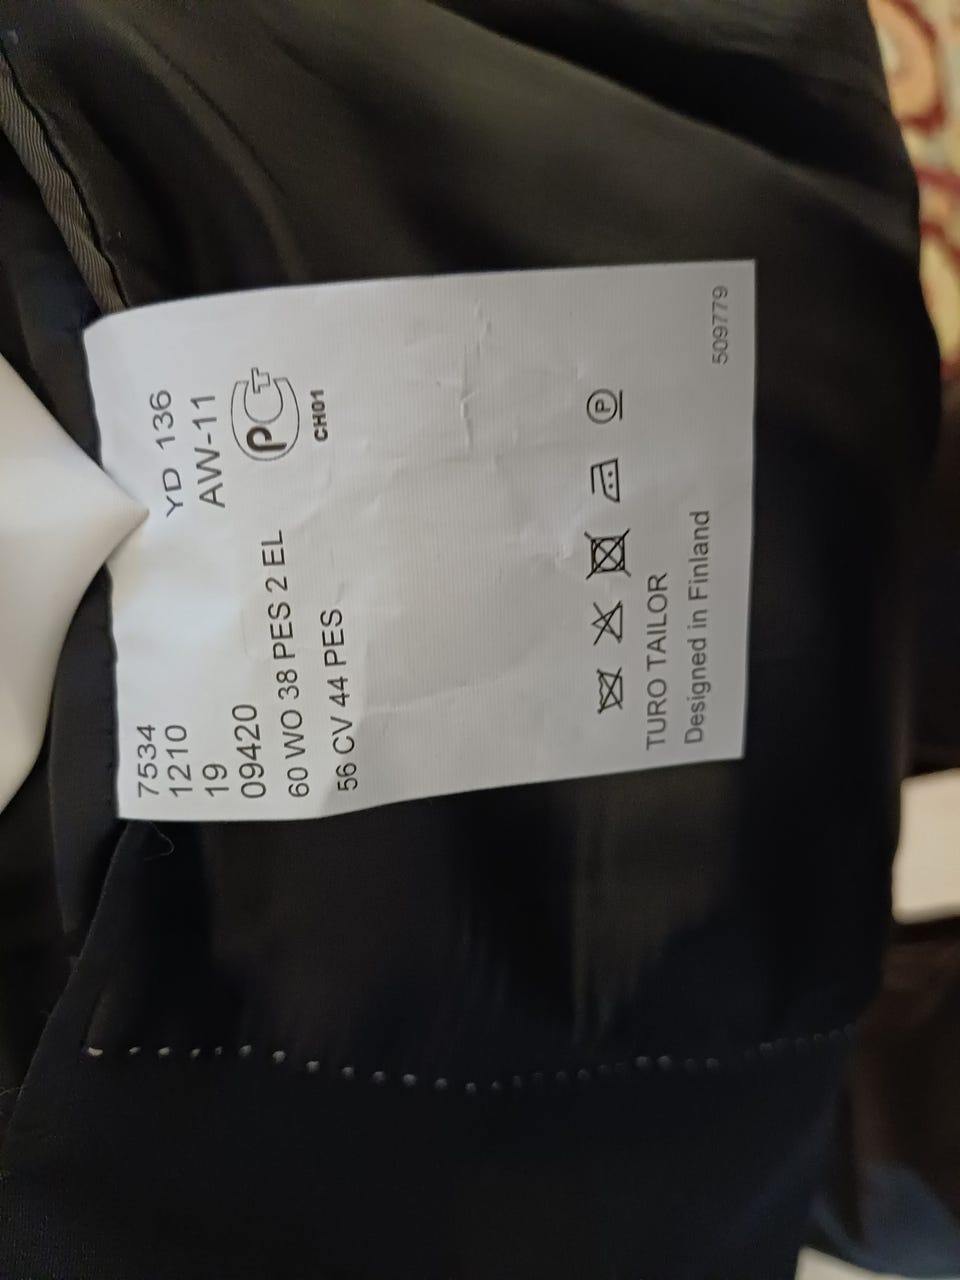 7534
YD 136
1210
AW-11
19
РСТ
09420
CH01
60 WO 38 PES 2 EL
56 CV 44 PES
P
TURO TAILOR
Designed in Finland
509779